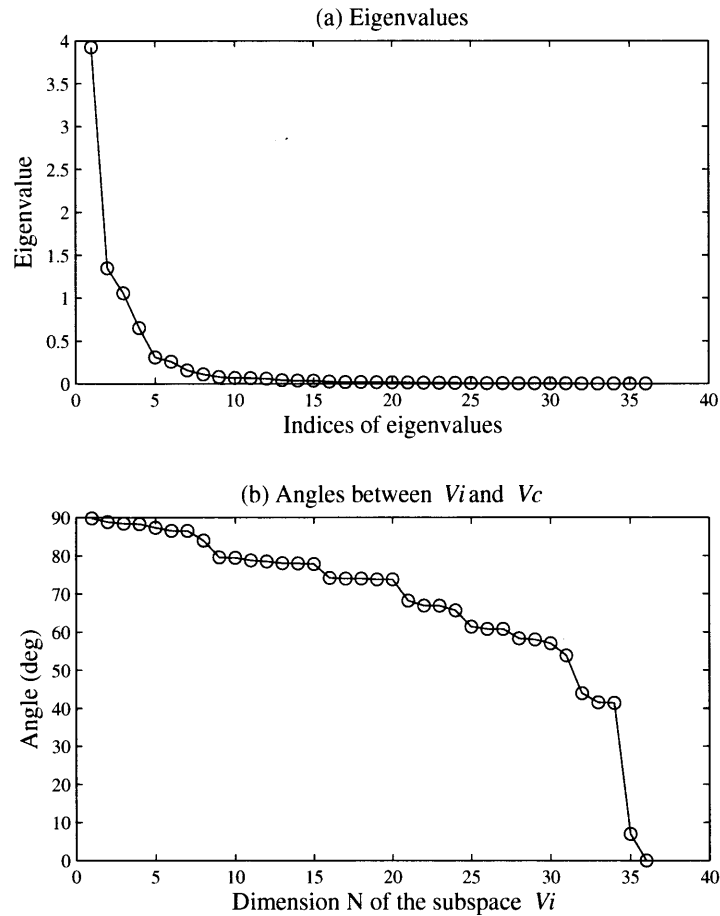 (a) Eigenvalues
4
3.5
3
2.5
2
1.5
1
0.5
0
Eigenvalue
0 5 10 15 20 25 30 35 40
Indices of eigenvalues
(b) Angles between Vi and Vc
90
80
70
60
50
40
30
20
10
0
Angle (deg)
0 5 10 15 20 25 30 35 40
Dimension N of the subspace Vi